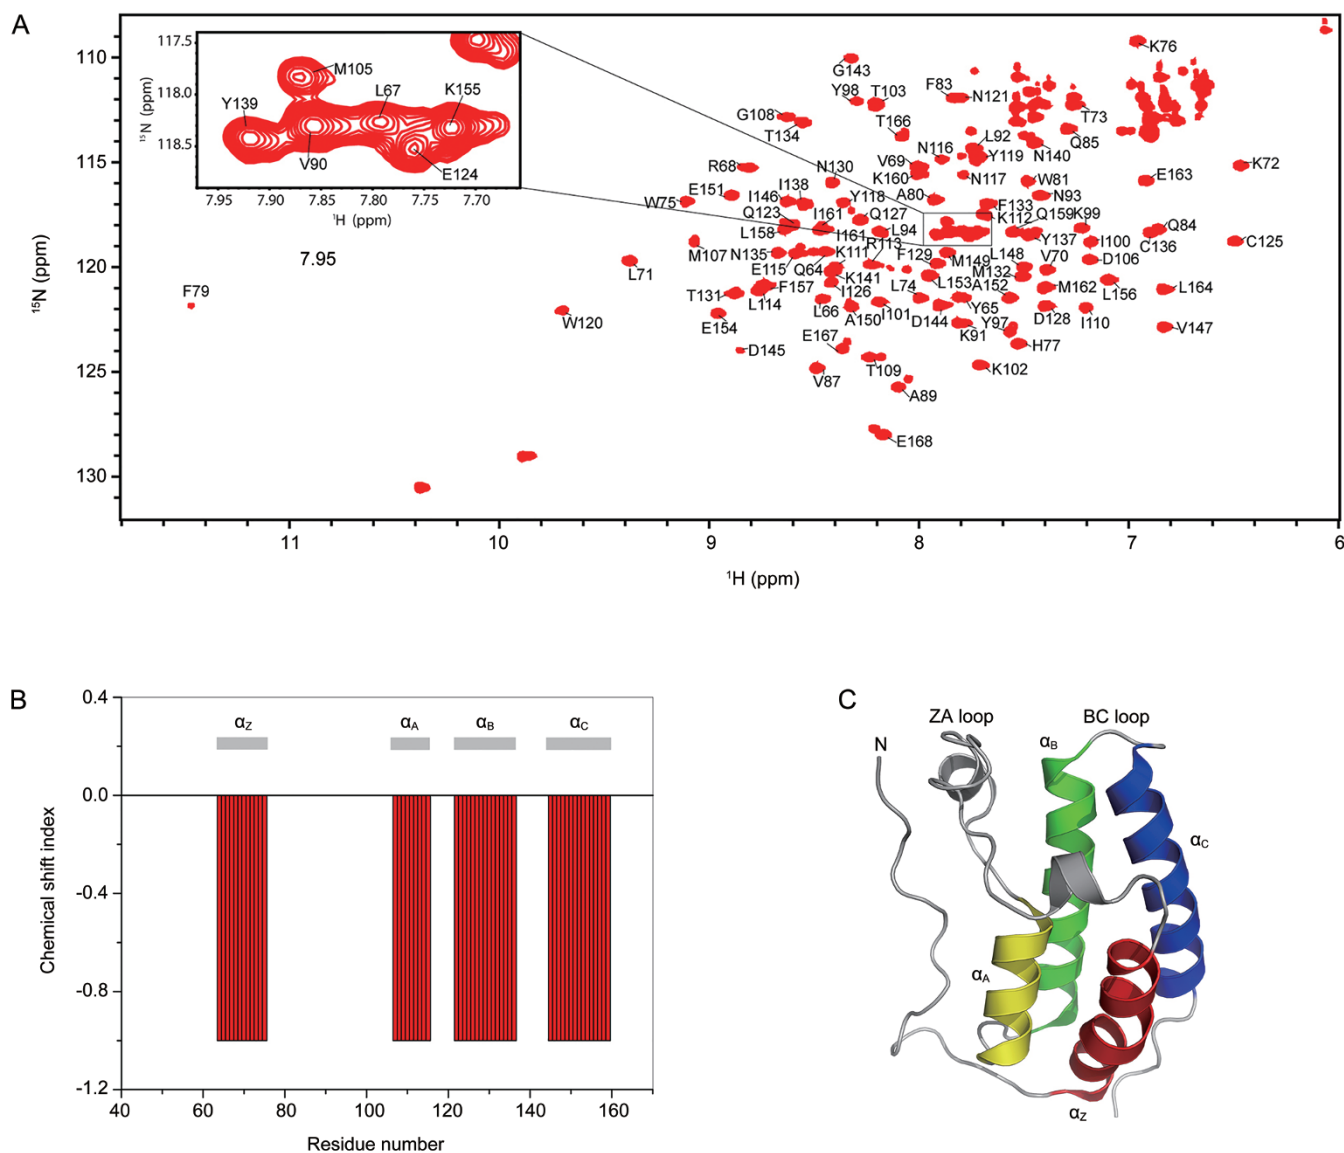 A
110
115
120
125
130
¹⁵N (ppm)
11
10
9
8
7
6
¹H (ppm)
117.5
118.0
118.5
¹⁵N (ppm)
7.95
7.90
7.85
7.80
7.75
7.70
¹H (ppm)
M105
Y139
L67
K155
V90
E124
7.95
K76
G143
Y98
T103
F83
N121
T73
G108
T134
T166
L92
Q85
N116
Y119
N140
R68
V69
K72
N130
K160
N117
W81
E163
E151
I146
I138
A80
N93
W75
Y118
F133
Q123
I161
Q127
K112
Q159
K99
Q84
L158
I161
L94
Y137
I100
C136
C125
M107
N135
K111
R113
F129
M149
L148
V70
D106
L71
E115
Q64
K141
M132
F79
F157
I126
L74
L153
A152
M162
L156
L164
T131
L114
L66
I101
Y65
W120
E154
A150
D144
Y97
D128
I110
V147
D145
E167
K91
H77
V87
T109
K102
A89
E168
B
0.4
0.0
-0.4
-0.8
-1.2
Chemical shift index
αZ
αA
αB
αC
40
60
80
100
120
140
160
Residue number
C
ZA loop
BC loop
N
αB
αC
αA
αZ